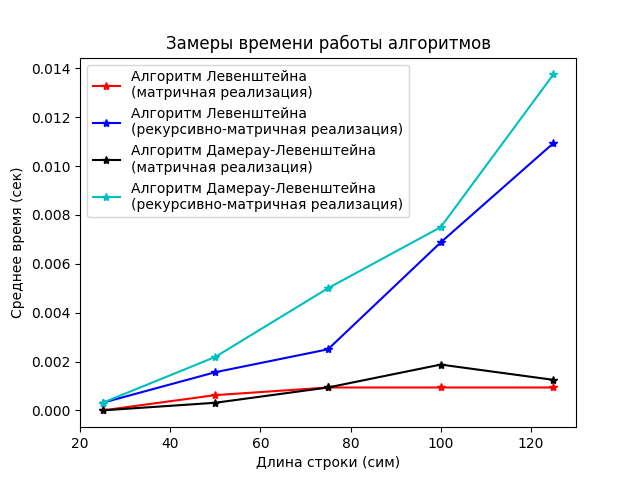 Замеры времени работы алгоритмов
Алгоритм Левенштейна
(матричная реализация)
Алгоритм Левенштейна
(рекурсивно-матричная реализация)
Алгоритм Дамерау-Левенштейна
(матричная реализация)
Алгоритм Дамерау-Левенштейна
(рекурсивно-матричная реализация)
Среднее время (сек)
0.014
0.012
0.010
0.008
0.006
0.004
0.002
0.000
20 40 60 80 100 120
Длина строки (сим)